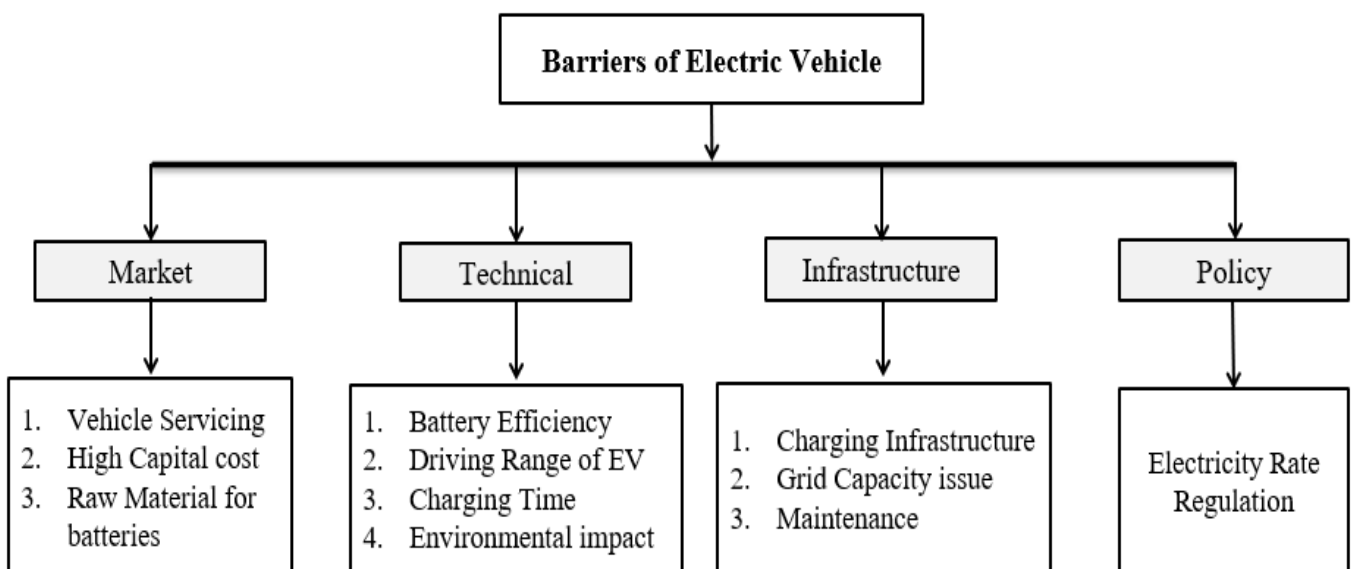 Barriers of Electric Vehicle
Market
Technical
Infrastructure
Policy
1. Vehicle Servicing
2. High Capital cost
3. Raw Material for
batteries
1. Battery Efficiency
2. Driving Range of EV
3. Charging Time
4. Environmental impact
1. Charging Infrastructure
2. Grid Capacity issue
3. Maintenance
Electricity Rate
Regulation